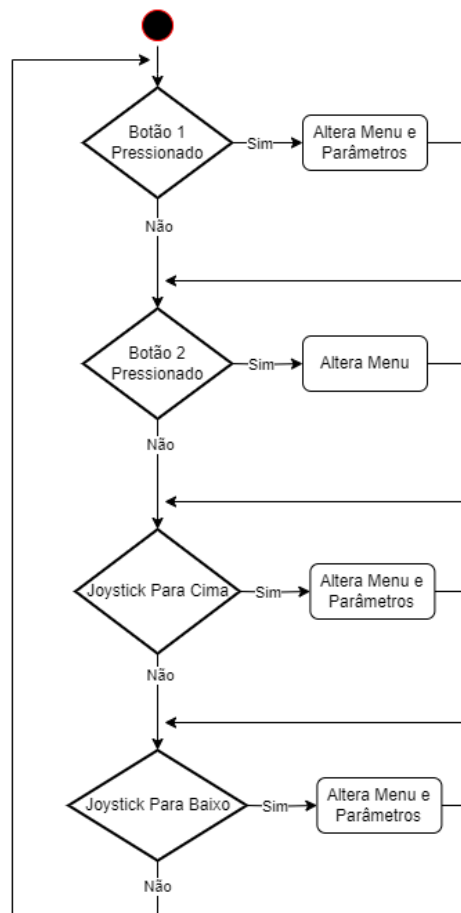 Botão 1
Pressionado
Sim
Altera Menu e
Parâmetros
Não
Botão 2
Pressionado
Sim
Altera Menu
Não
Joystick Para Cima
Sim
Altera Menu e
Parâmetros
Não
Joystick Para Baixo
Sim
Altera Menu e
Parâmetros
Não